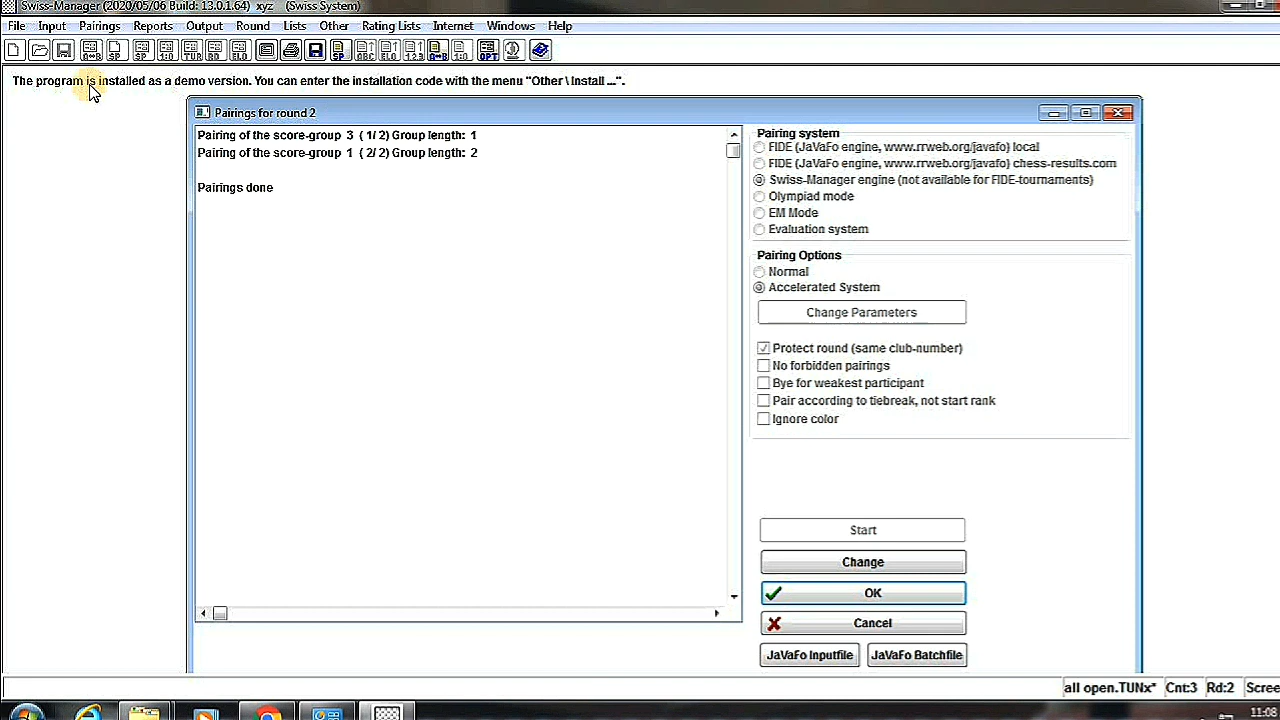 Swiss-Manager (2020/05/06 Build: 13.0.1.64) xyz (Swiss System)
File Input Pairings Reports Output Round Lists Other Rating Lists Internet Windows Help
The program is installed as a demo version. You can enter the installation code with the menu "Other \ Install ...".
Pairings for round 2
Pairing of the score-group 3 ( 1/ 2) Group length: 1
Pairing of the score-group 1 ( 2/ 2) Group length: 2
Pairings done
Pairing system
FIDE (JaVaFo engine, www.rrweb.org/javafo) local
FIDE (JaVaFo engine, www.rrweb.org/javafo) chess-results.com
Swiss-Manager engine (not available for FIDE-tournaments)
Olympiad mode
EM Mode
Evaluation system
Pairing Options
Normal
Accelerated System
Change Parameters
Protect round (same club-number)
No forbidden pairings
Bye for weakest participant
Pair according to tiebreak, not start rank
Ignore color
Start
Change
OK
Cancel
JaVaFo Inputfile JaVaFo Batchfile
all open.TUNx* Cnt:3 Rd:2 Scree
11:08